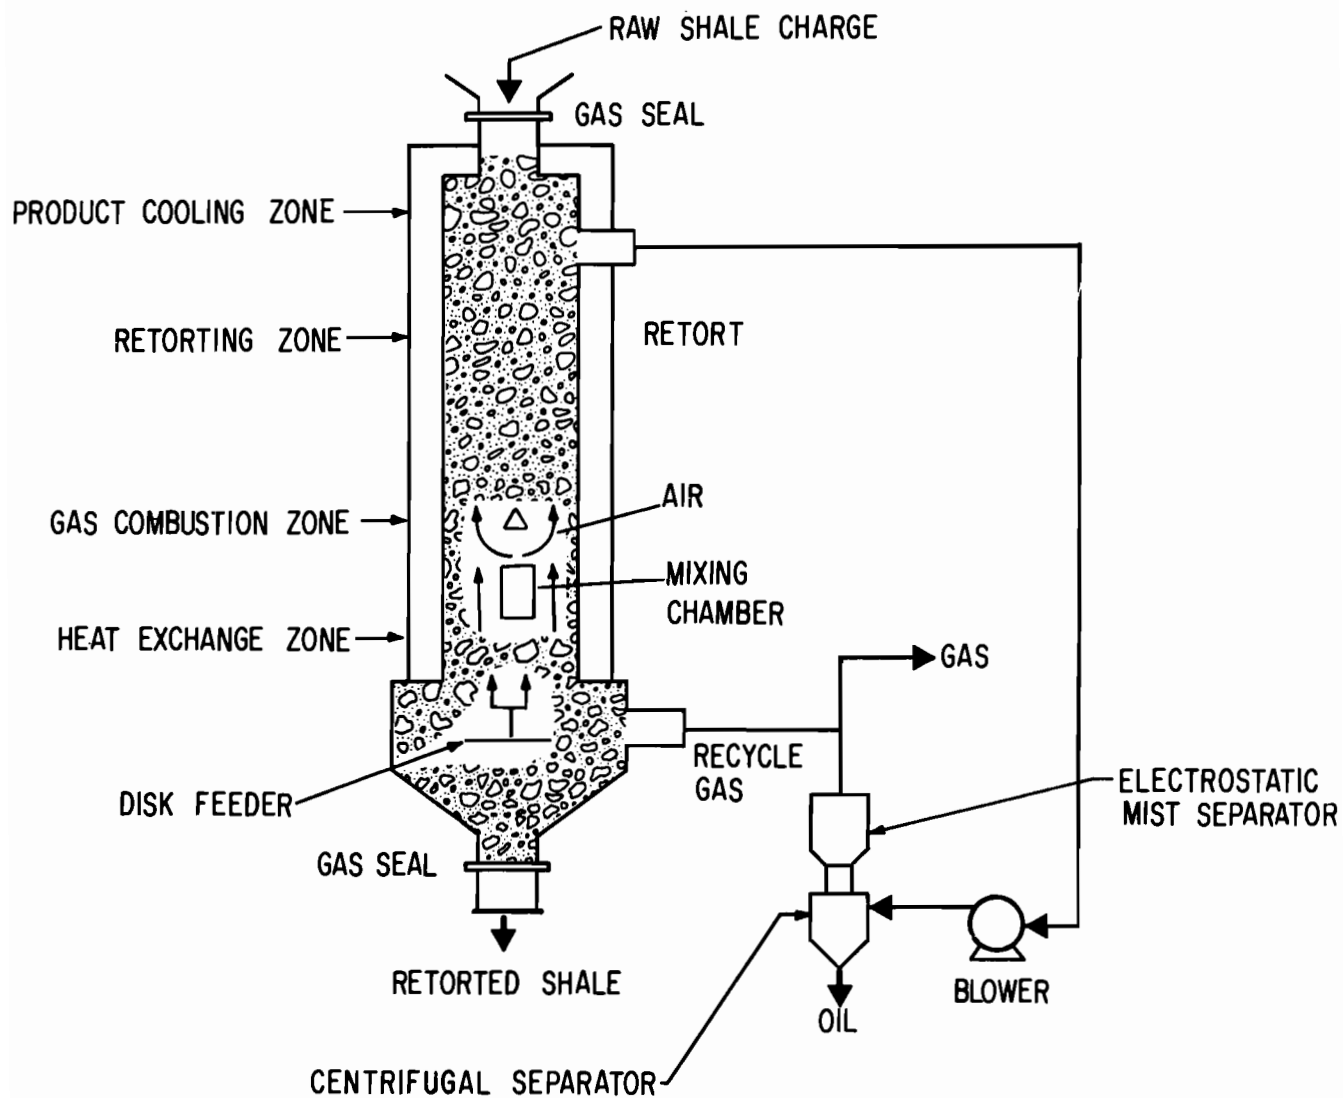 RAW SHALE CHARGE
GAS SEAL
PRODUCT COOLING ZONE
RETORTING ZONE
RETORT
AIR
GAS COMBUSTION ZONE
MIXING
CHAMBER
HEAT EXCHANGE ZONE
GAS
RECYCLE
GAS
ELECTROSTATIC
MIST SEPARATOR
DISK FEEDER
GAS SEAL
RETORTED SHALE
BLOWER
OIL
CENTRIFUGAL SEPARATOR